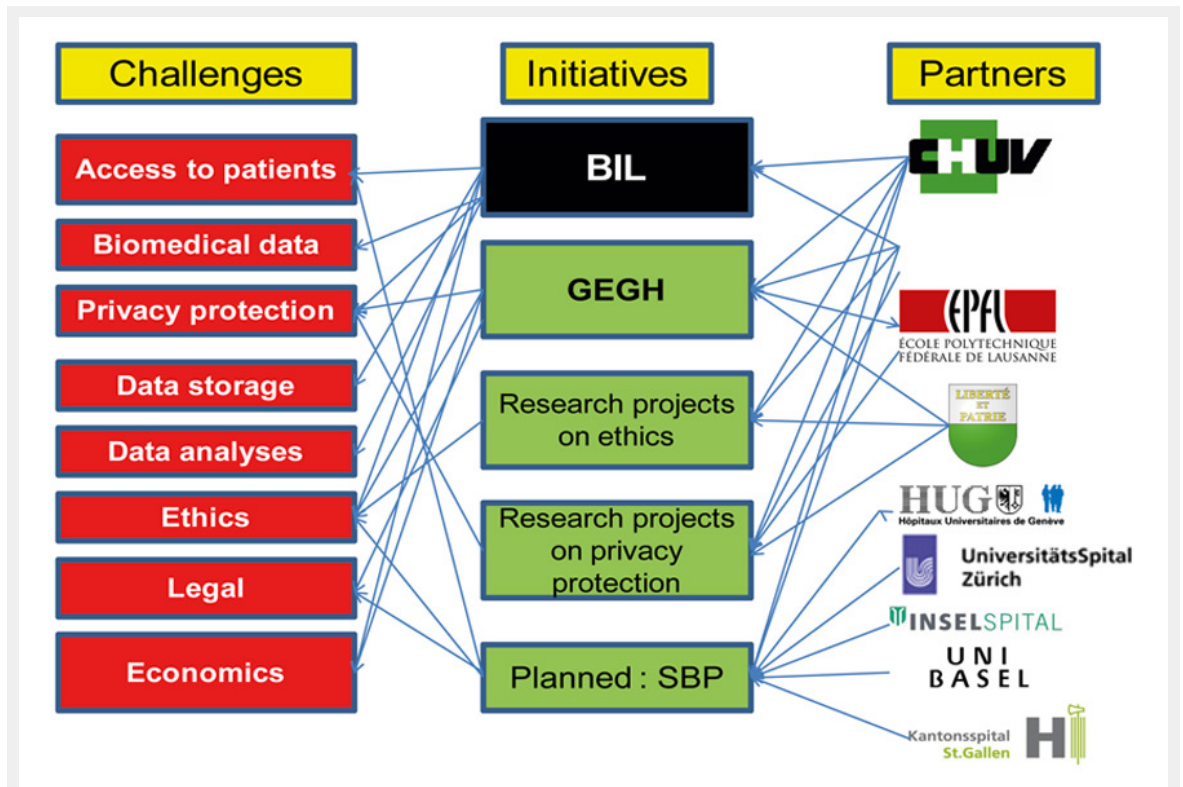 Challenges
Initiatives
Partners
Access to patients
Biomedical data
Privacy protection
Data storage
Data analyses
Ethics
Legal
Economics
BIL
GEGH
Research projects
on ethics
Research projects
on privacy
protection
Planned : SBP
CHUV
EPFL
ÉCOLE POLYTECHNIQUE
FÉDÉRALE DE LAUSANNE
LIBERTÉ
ET
PATRIE
HUG
Hôpitaux Universitaires de Genève
UniversitätsSpital
Zürich
INSELSPITAL
UNI
BASEL
Kantonsspital
St.Gallen
H